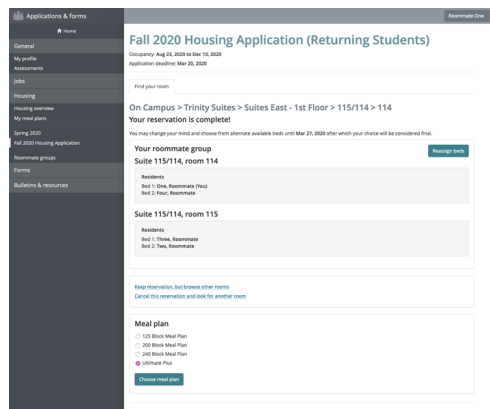 Applications & forms
Roommate One
Home
General
My profile
Assessments
Jobs
Housing
Housing overview
My meal plans
Spring 2020
Fall 2020 Housing Application
Roommate groups
Forms
Bulletins & resources
Fall 2020 Housing Application (Returning Students)
Occupancy: Aug 23, 2020 to Dec 10, 2020
Application deadline: Mar 20, 2020
Find your room
On Campus > Trinity Suites > Suites East - 1st Floor > 115/114 > 114
Your reservation is complete!
You may change your mind and choose from alternate available beds until Mar 27, 2020 after which your choice will be considered final.
Your roommate group
Reassign beds
Suite 115/114, room 114
Residents
Bed 1: One, Roommate (You)
Bed 2: Four, Roommate
Suite 115/114, room 115
Residents
Bed 1: Three, Roommate
Bed 2: Two, Roommate
Keep reservation, but browse other rooms
Cancel this reservation and look for another room
Meal plan
125 Block Meal Plan
200 Block Meal Plan
240 Block Meal Plan
Ultimate Plus
Choose meal plan